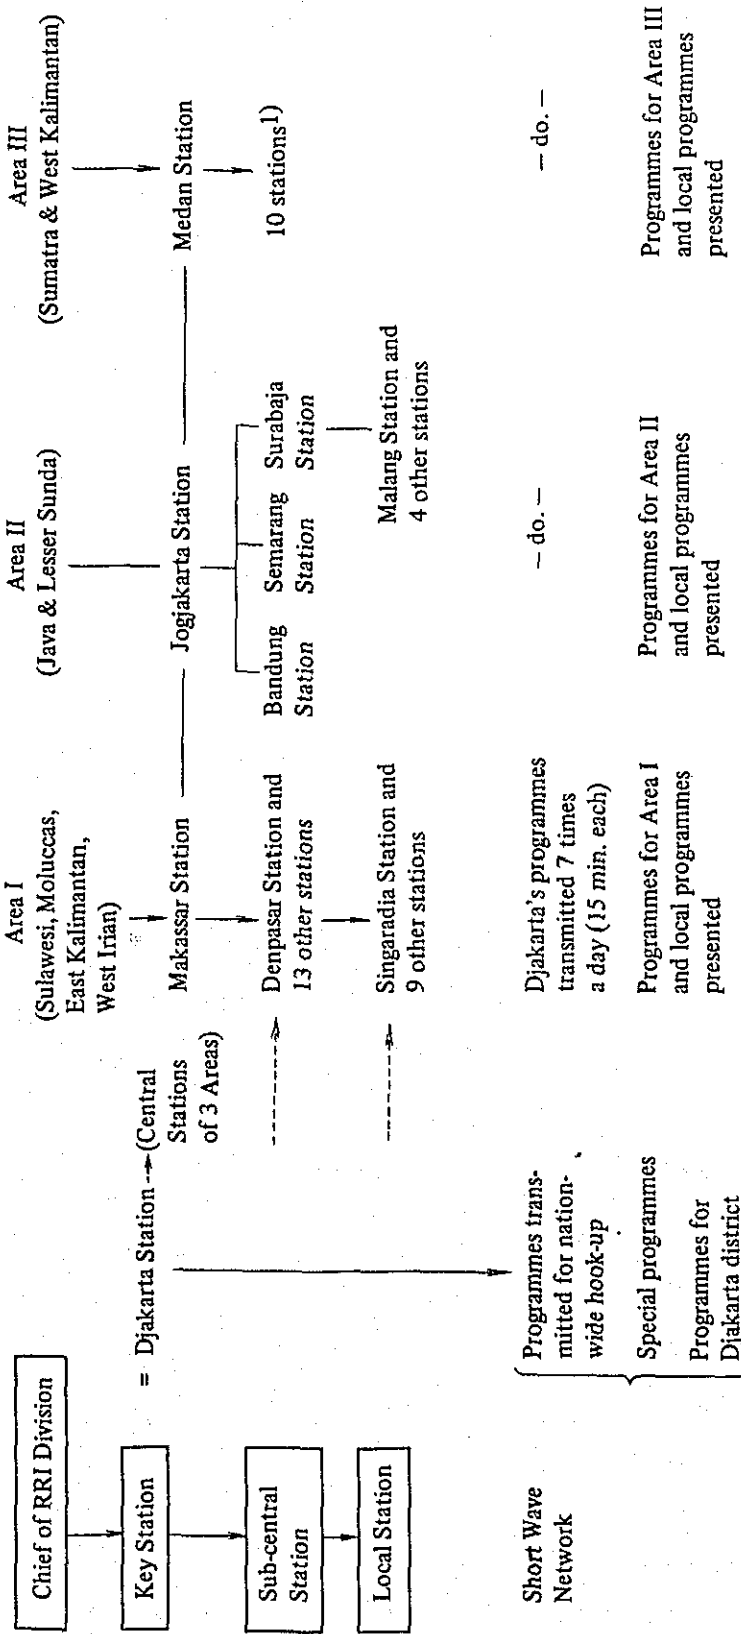 Chief of RRI Division
Key Station
Sub-central
Station
Local Station
Short Wave
Network
= Djakarta Station
(Central
Stations
of 3 Areas)
Programmes trans-
mitted for nation-
wide hook-up
Special programmes
Programmes for
Djakarta district
Area I
(Sulawesi, Moluccas,
East Kalimantan,
West Irian)
Makassar Station
Denpasar Station and
13 other stations
Singaradia Station and
9 other stations
Djakarta's programmes
transmitted 7 times
a day (15 min. each)
Programmes for Area I
and local programmes
presented
Area II
(Java & Lesser Sunda)
Jogjakarta Station
Bandung
Station
Semarang
Station
Surabaja
Station
Malang Station and
4 other stations
— do. —
Programmes for Area II
and local programmes
presented
Area III
(Sumatra & West Kalimantan)
Medan Station
10 stations1)
— do. —
Programmes for Area III
and local programmes
presented